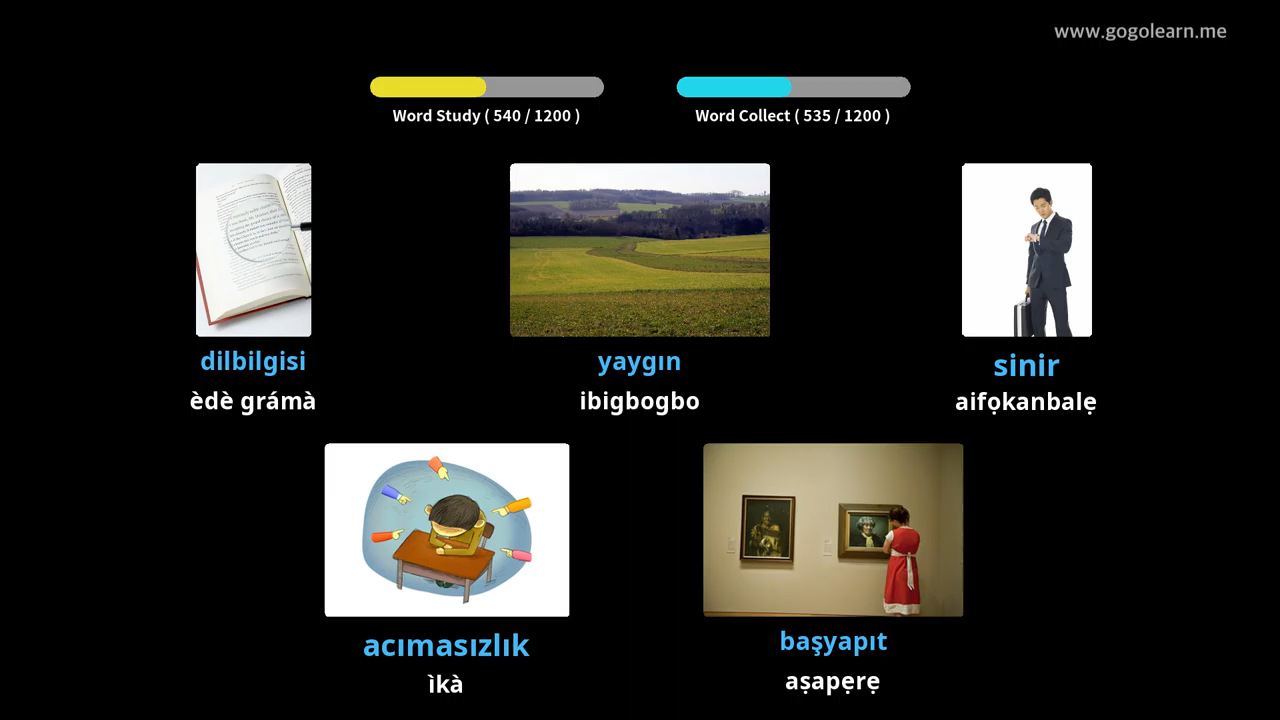 www.gogolearn.me
Word Study ( 540 / 1200 )
Word Collect ( 535 / 1200 )
dilbilgisi
èdè grámà
yaygın
ibigbogbo
sinir
aifọkanbalẹ
acımasızlık
ìkà
başyapıt
aṣapẹrẹ